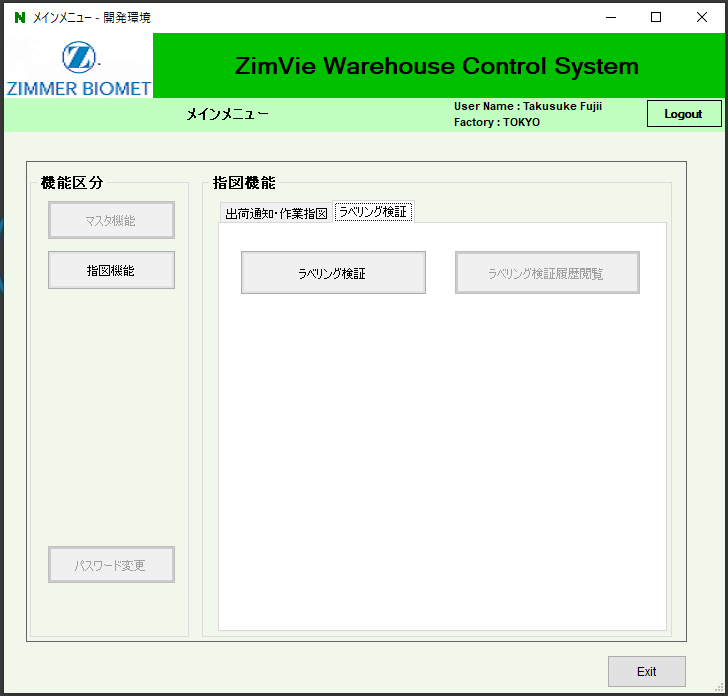 メインメニュー - 開発環境
Z.
ZIMMER BIOMET
ZimVie Warehouse Control System
メインメニュー
User Name : Takusuke Fujii
Factory : TOKYO
Logout
機能区分
マスタ機能
指図機能
パスワード変更
指図機能
出荷通知・作業指図
ラベリング検証
ラベリング検証
ラベリング検証履歴閲覧
Exit